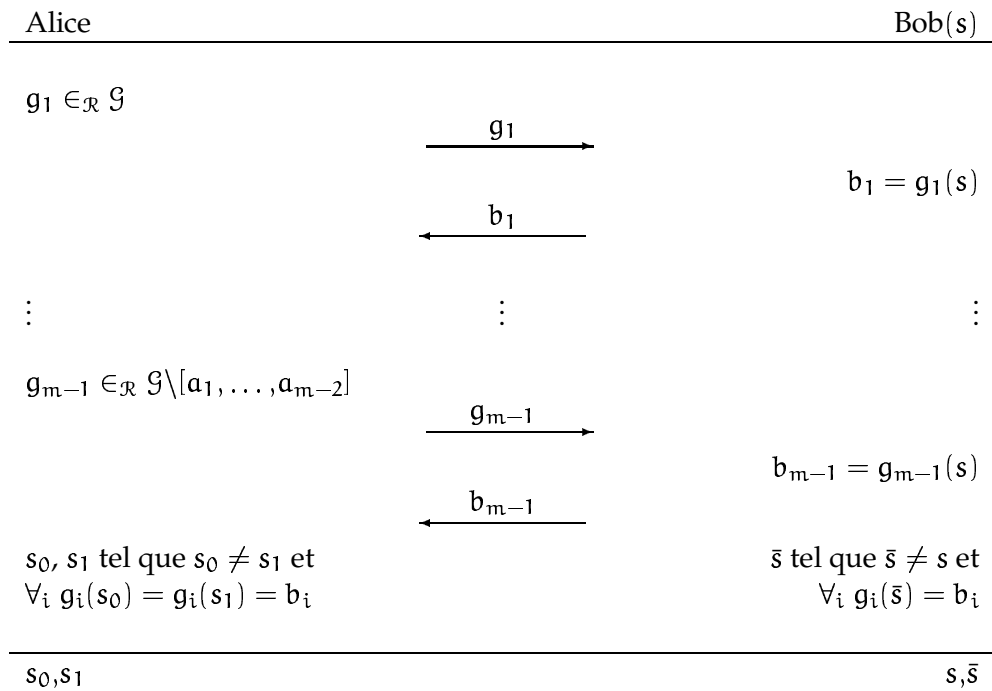 Alice Bob(s)
g₁ ∈_ℛ 𝒢
g₁
b₁ = g₁(s)
b₁
⋮ ⋮ ⋮
g_{m−1} ∈_ℛ 𝒢\[a₁, . . . ,a_{m−2}]
g_{m−1}
b_{m−1} = g_{m−1}(s)
b_{m−1}
s₀, s₁ tel que s₀ ≠ s₁ et s̄ tel que s̄ ≠ s et
∀ᵢ gᵢ(s₀) = gᵢ(s₁) = bᵢ ∀ᵢ gᵢ(s̄) = bᵢ
s₀,s₁ s,s̄